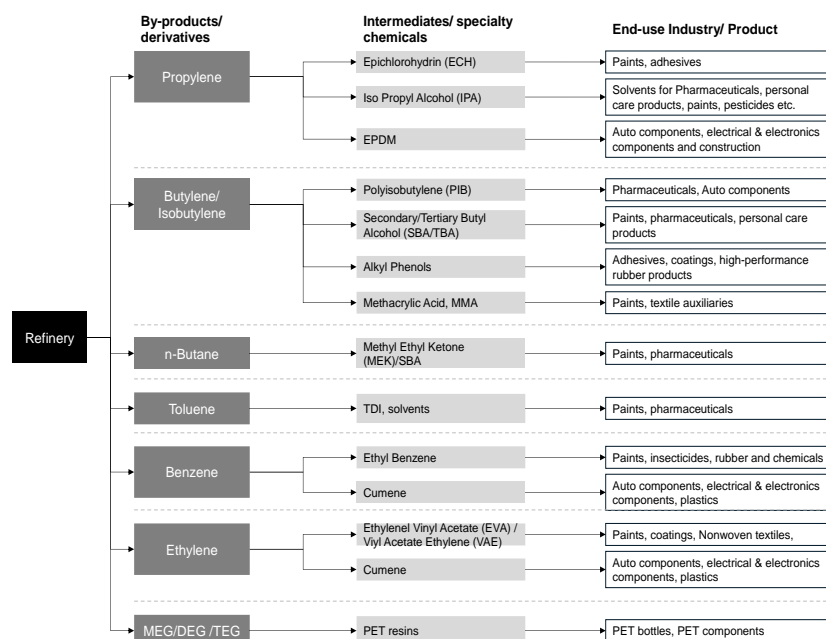 By-products/
derivatives
Intermediates/ specialty
chemicals
End-use Industry/ Product
Refinery
Propylene
Epichlorohydrin (ECH)
Paints, adhesives
Iso Propyl Alcohol (IPA)
Solvents for Pharmaceuticals, personal
care products, paints, pesticides etc.
EPDM
Auto components, electrical & electronics
components and construction
Butylene/
Isobutylene
Polyisobutylene (PIB)
Pharmaceuticals, Auto components
Secondary/Tertiary Butyl
Alcohol (SBA/TBA)
Paints, pharmaceuticals, personal care
products
Alkyl Phenols
Adhesives, coatings, high-performance
rubber products
Methacrylic Acid, MMA
Paints, textile auxiliaries
n-Butane
Methyl Ethyl Ketone
(MEK)/SBA
Paints, pharmaceuticals
Toluene
TDI, solvents
Paints, pharmaceuticals
Benzene
Ethyl Benzene
Paints, insecticides, rubber and chemicals
Cumene
Auto components, electrical & electronics
components, plastics
Ethylene
Ethylenel Vinyl Acetate (EVA) /
Viyl Acetate Ethylene (VAE)
Paints, coatings, Nonwoven textiles,
Cumene
Auto components, electrical & electronics
components, plastics
MEG/DEG /TEG
PET resins
PET bottles, PET components